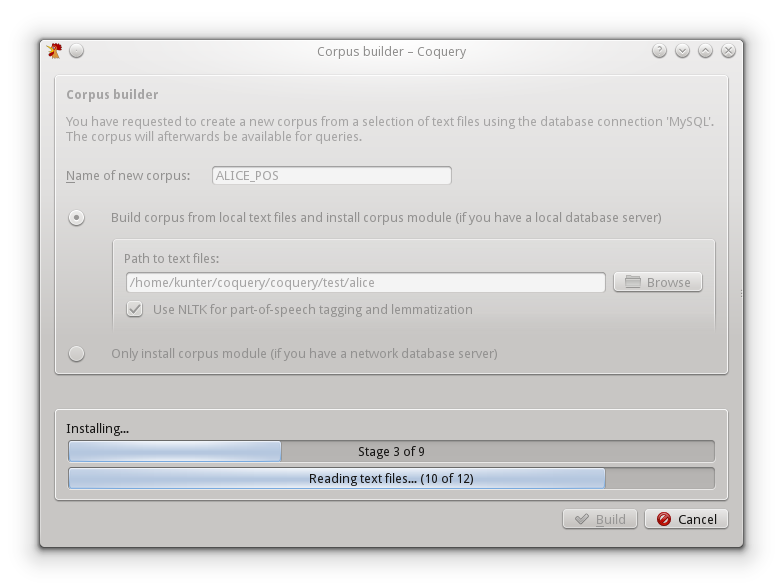 Corpus builder – Coquery
Corpus builder
You have requested to create a new corpus from a selection of text files using the database connection 'MySQL'.
The corpus will afterwards be available for queries.
Name of new corpus: ALICE_POS
Build corpus from local text files and install corpus module (if you have a local database server)
Path to text files:
/home/kunter/coquery/coquery/test/alice Browse
Use NLTK for part-of-speech tagging and lemmatization
Only install corpus module (if you have a network database server)
Installing...
Stage 3 of 9
Reading text files... (10 of 12)
Build Cancel